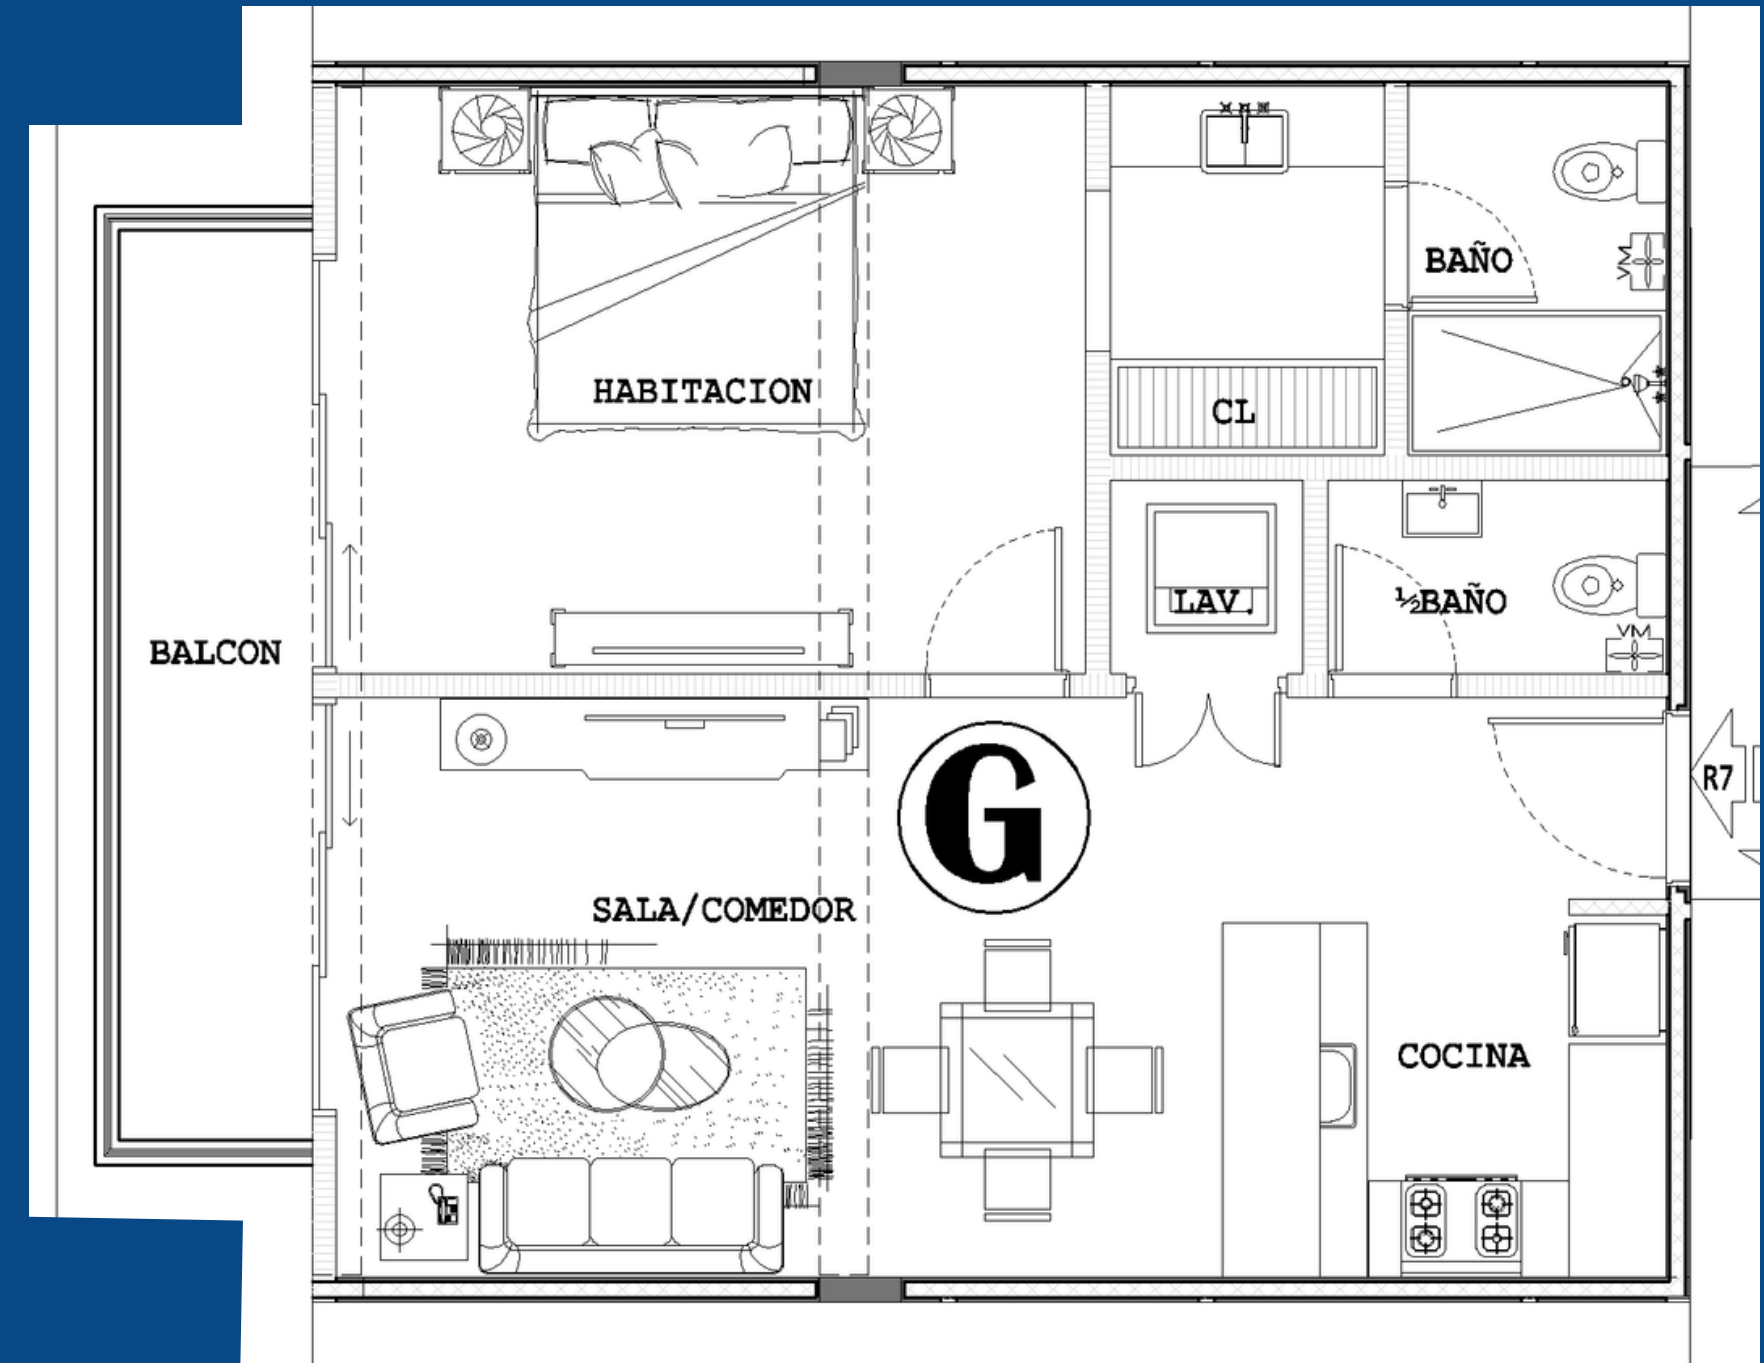 BAÑO
HABITACION
CL
LAV.
½BAÑO
VM
VM
BALCON
G
R7
SALA/COMEDOR
COCINA